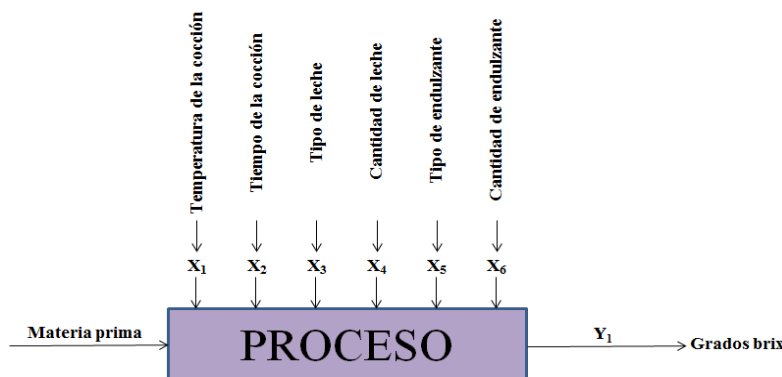 Temperatura de la cocción
Tiempo de la cocción
Tipo de leche
Cantidad de leche
Tipo de endulzante
Cantidad de endulzante
X₁
X₂
X₃
X₄
X₅
X₆
Materia prima
PROCESO
Y₁
Grados brix